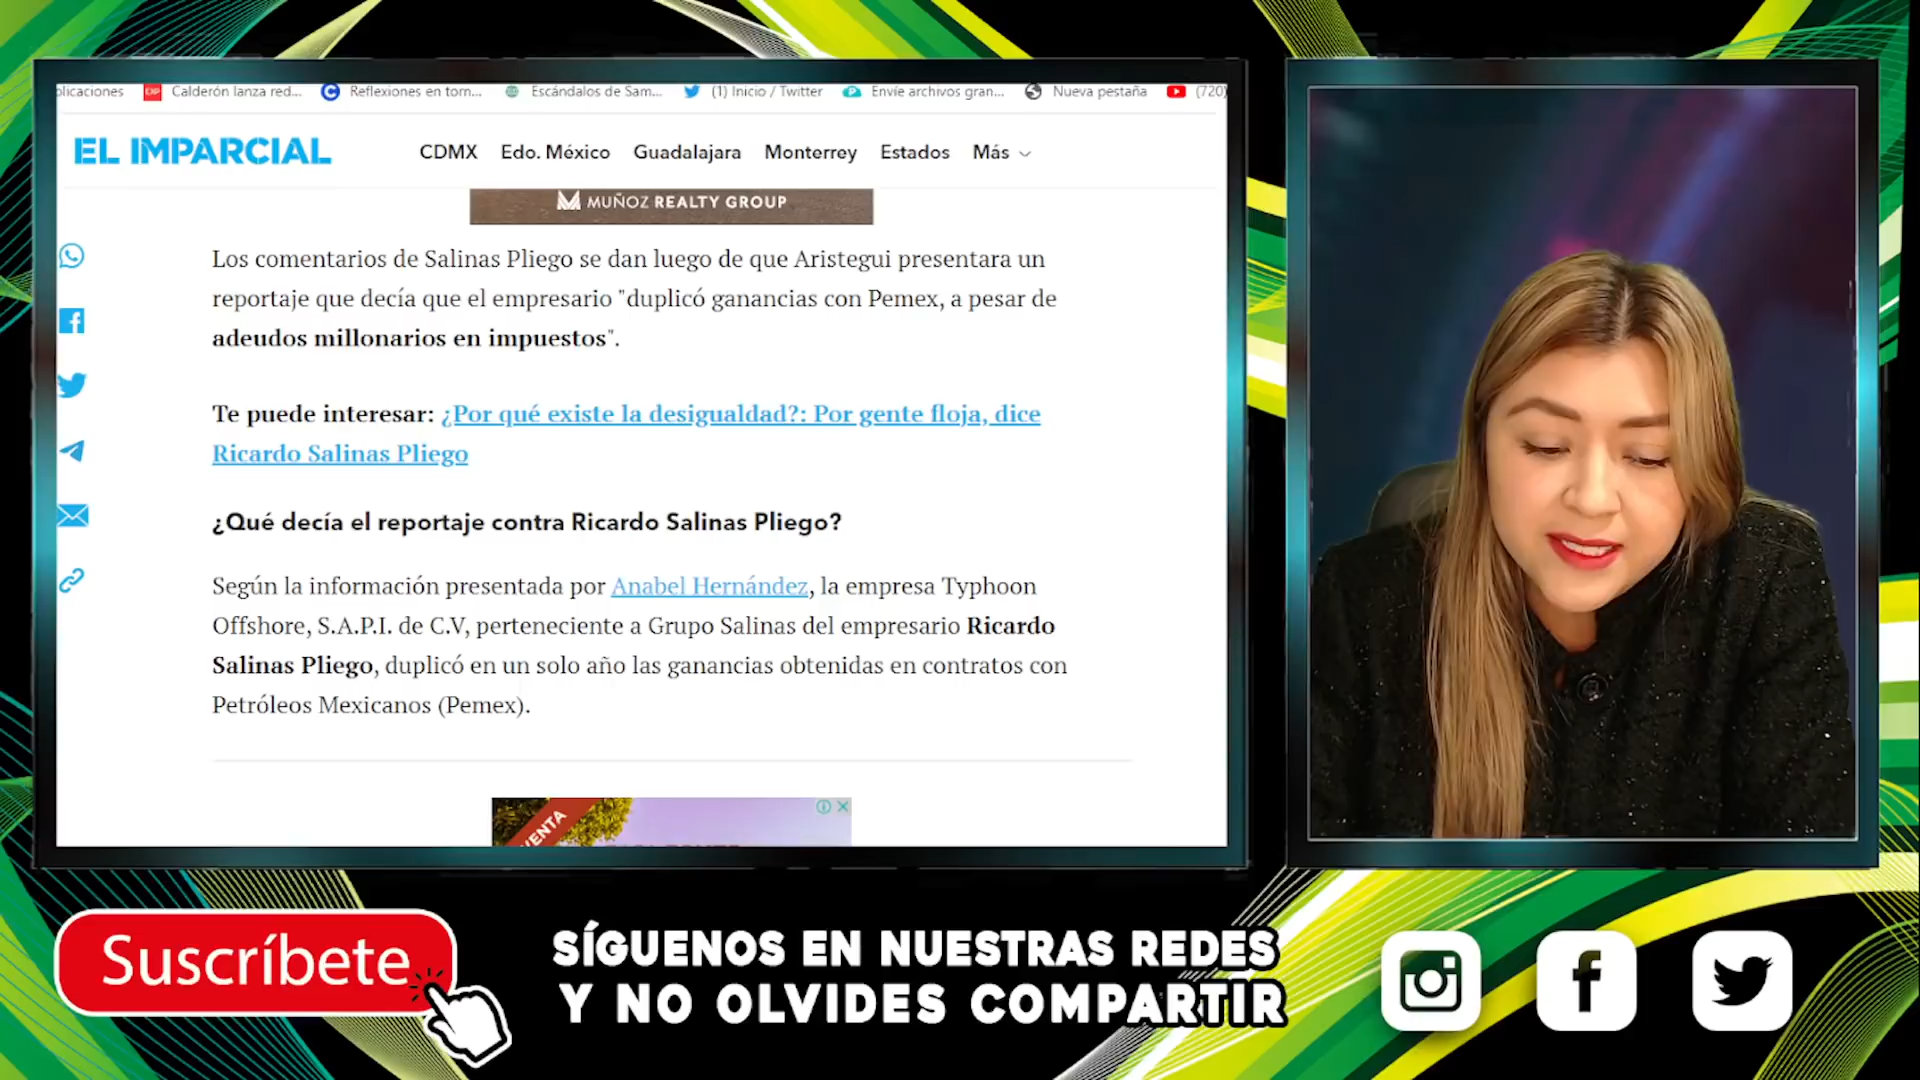 plicaciones
Calderón lanza red...
Reflexiones en torn...
Escándalos de Sam...
(1) Inicio / Twitter
Envíe archivos gran...
Nueva pestaña
(720)
EL IMPARCIAL
CDMX
Edo. México
Guadalajara
Monterrey
Estados
Más
MUÑOZ REALTY GROUP
Los comentarios de Salinas Pliego se dan luego de que Aristegui presentara un
reportaje que decía que el empresario "duplicó ganancias con Pemex, a pesar de
adeudos millonarios en impuestos".
Te puede interesar: ¿Por qué existe la desigualdad?: Por gente floja, dice
Ricardo Salinas Pliego
¿Qué decía el reportaje contra Ricardo Salinas Pliego?
Según la información presentada por Anabel Hernández, la empresa Typhoon
Offshore, S.A.P.I. de C.V, perteneciente a Grupo Salinas del empresario Ricardo
Salinas Pliego, duplicó en un solo año las ganancias obtenidas en contratos con
Petróleos Mexicanos (Pemex).
VENTA
Suscríbete
SÍGUENOS EN NUESTRAS REDES
Y NO OLVIDES COMPARTIR